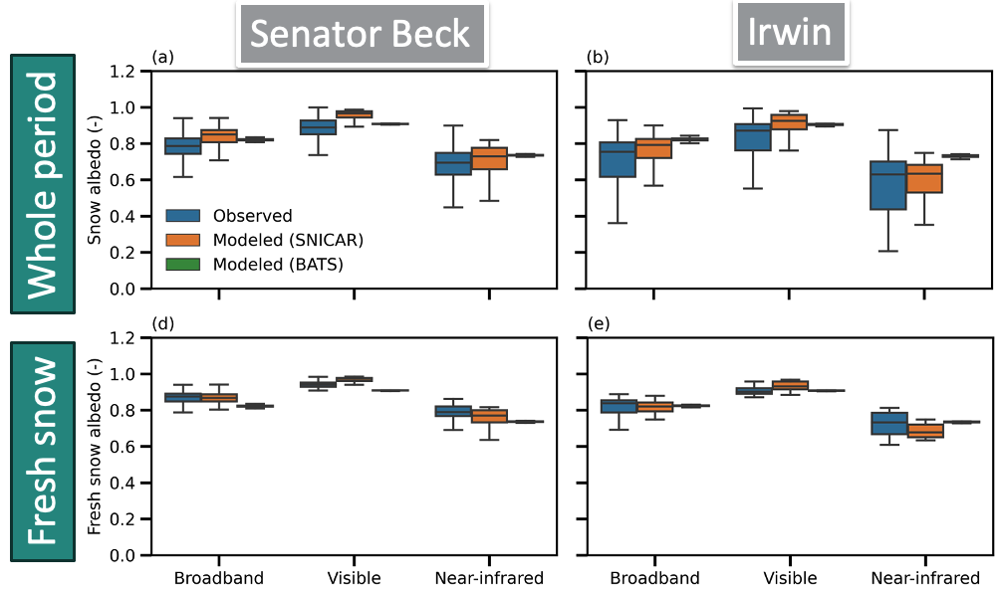 Senator Beck
Irwin
Whole period
(a)
(b)
1.2
1.0
0.8
0.6
0.4
0.2
0.0
Snow albedo (-)
Observed
Modeled (SNICAR)
Modeled (BATS)
Fresh snow
(d)
(e)
1.2
1.0
0.8
0.6
0.4
0.2
0.0
Fresh snow albedo (-)
Broadband Visible Near-infrared
Broadband Visible Near-infrared